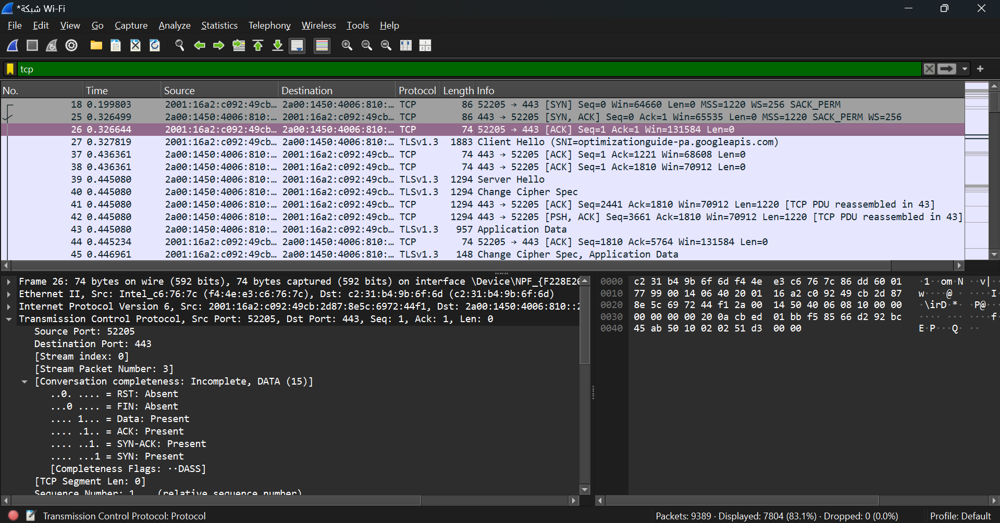 *شبكة Wi-Fi
File Edit View Go Capture Analyze Statistics Telephony Wireless Tools Help
tcp
No. Time Source Destination Protocol Length Info
18 0.199803 2001:16a2:c092:49cb… 2a00:1450:4006:810:… TCP 86 52205 → 443 [SYN] Seq=0 Win=64660 Len=0 MSS=1220 WS=256 SACK_PERM
25 0.326499 2a00:1450:4006:810:… 2001:16a2:c092:49cb… TCP 86 443 → 52205 [SYN, ACK] Seq=0 Ack=1 Win=65535 Len=0 MSS=1220 SACK_PERM WS=256
26 0.326644 2001:16a2:c092:49cb… 2a00:1450:4006:810:… TCP 74 52205 → 443 [ACK] Seq=1 Ack=1 Win=131584 Len=0
27 0.327819 2001:16a2:c092:49cb… 2a00:1450:4006:810:… TLSv1.3 1883 Client Hello (SNI=optimizationguide-pa.googleapis.com)
37 0.436361 2a00:1450:4006:810:… 2001:16a2:c092:49cb… TCP 74 443 → 52205 [ACK] Seq=1 Ack=1221 Win=68608 Len=0
38 0.436361 2a00:1450:4006:810:… 2001:16a2:c092:49cb… TCP 74 443 → 52205 [ACK] Seq=1 Ack=1810 Win=70912 Len=0
39 0.445080 2a00:1450:4006:810:… 2001:16a2:c092:49cb… TLSv1.3 1294 Server Hello
40 0.445080 2a00:1450:4006:810:… 2001:16a2:c092:49cb… TLSv1.3 1294 Change Cipher Spec
41 0.445080 2a00:1450:4006:810:… 2001:16a2:c092:49cb… TCP 1294 443 → 52205 [ACK] Seq=2441 Ack=1810 Win=70912 Len=1220 [TCP PDU reassembled in 43]
42 0.445080 2a00:1450:4006:810:… 2001:16a2:c092:49cb… TCP 1294 443 → 52205 [PSH, ACK] Seq=3661 Ack=1810 Win=70912 Len=1220 [TCP PDU reassembled in 43]
43 0.445080 2a00:1450:4006:810:… 2001:16a2:c092:49cb… TLSv1.3 957 Application Data
44 0.445234 2001:16a2:c092:49cb… 2a00:1450:4006:810:… TCP 74 52205 → 443 [ACK] Seq=1810 Ack=5764 Win=131584 Len=0
45 0.446961 2001:16a2:c092:49cb… 2a00:1450:4006:810:… TLSv1.3 148 Change Cipher Spec, Application Data
Frame 26: 74 bytes on wire (592 bits), 74 bytes captured (592 bits) on interface \Device\NPF_{F228E26
Ethernet II, Src: Intel_c6:76:7c (f4:4e:e3:c6:76:7c), Dst: c2:31:b4:9b:6f:6d (c2:31:b4:9b:6f:6d)
Internet Protocol Version 6, Src: 2001:16a2:c092:49cb:2d87:8e5c:6972:44f1, Dst: 2a00:1450:4006:810::2
Transmission Control Protocol, Src Port: 52205, Dst Port: 443, Seq: 1, Ack: 1, Len: 0
Source Port: 52205
Destination Port: 443
[Stream index: 0]
[Stream Packet Number: 3]
[Conversation completeness: Incomplete, DATA (15)]
..0. .... = RST: Absent
...0 .... = FIN: Absent
.... 1... = Data: Present
.... .1.. = ACK: Present
.... ..1. = SYN-ACK: Present
.... ...1 = SYN: Present
[Completeness Flags: ··DASS]
[TCP Segment Len: 0]
Sequence Number: 1 (relative sequence number)
0000 c2 31 b4 9b 6f 6d f4 4e e3 c6 76 7c 86 dd 60 01 ·1··om·N ··v|··
0010 77 99 00 14 06 40 20 01 16 a2 c0 92 49 cb 2d 87 w····@ · ····I·
0020 8e 5c 69 72 44 f1 2a 00 14 50 40 06 08 10 00 00 ·\irD·*· ·P@···
0030 00 00 00 00 20 0a cb ed 01 bb f5 85 66 d2 92 bc ···· ··· ····f·
0040 45 ab 50 10 02 02 51 d3 00 00 E·P···Q· ··
Transmission Control Protocol: Protocol
Packets: 9389 · Displayed: 7804 (83.1%) · Dropped: 0 (0.0%)
Profile: Default